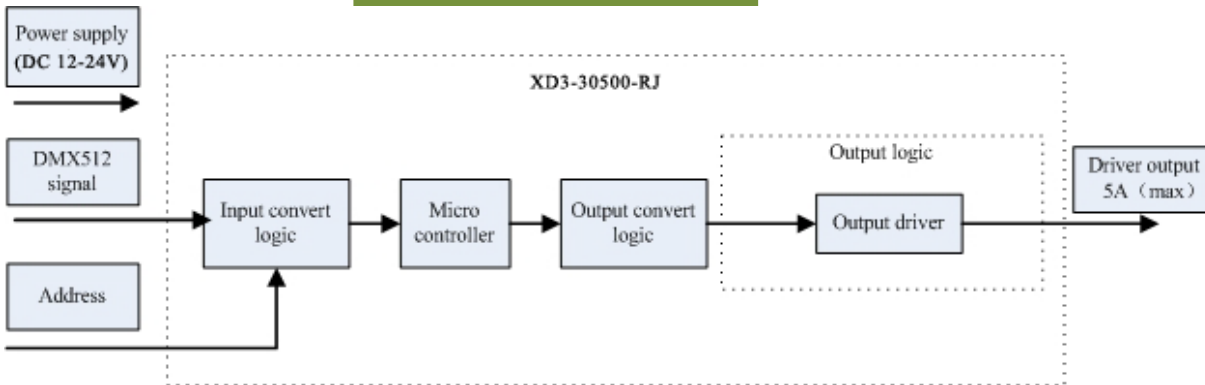 Power supply
(DC 12-24V)
XD3-30500-RJ
DMX512
signal
Output logic
Driver output
5A（max）
Input convert
logic
Micro
controller
Output convert
logic
Output driver
Address